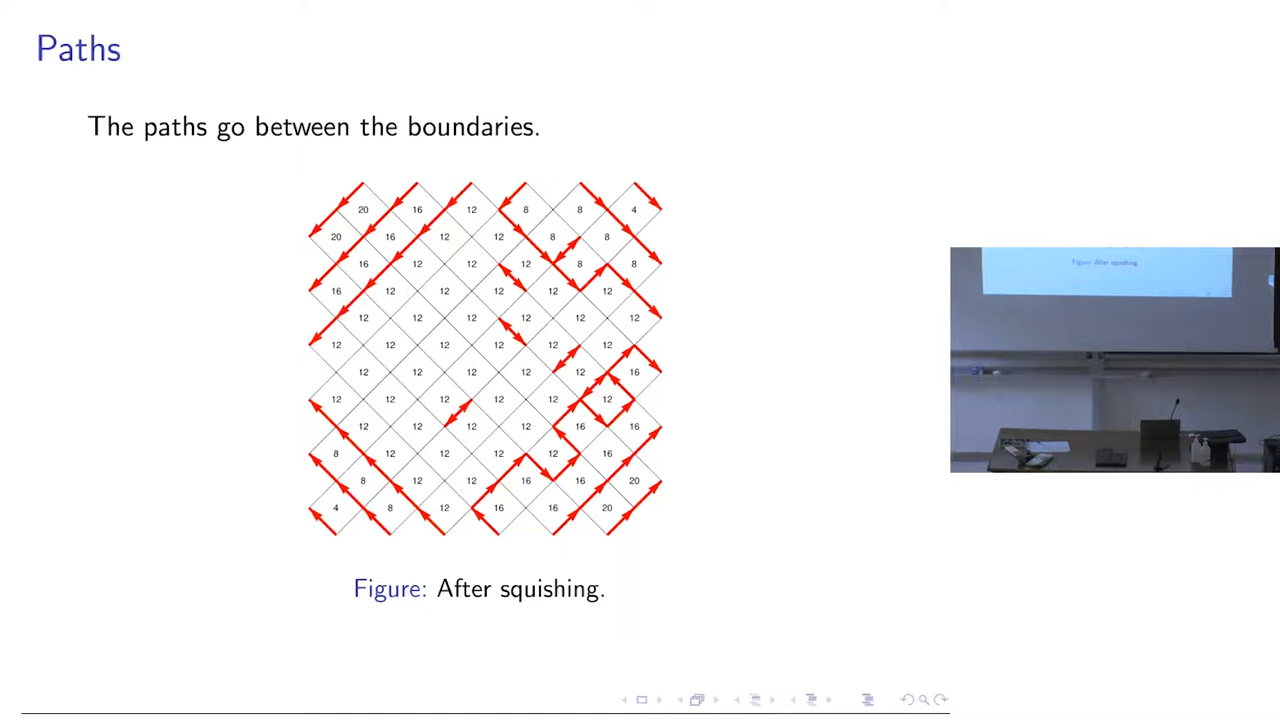 Paths
The paths go between the boundaries.
20 16 12 8 8 4
20 16 12 12 8 8
16 12 12 12 8 8
16 12 12 12 12 12
12 12 12 12 12 12
12 12 12 12 12 12
12 12 12 12 12 16
12 12 12 12 12 12
12 12 12 12 16 16
8 12 12 12 12 16
8 12 12 16 16 20
4 8 12 16 16 20
Figure: After squishing.
Figure: After squishing.